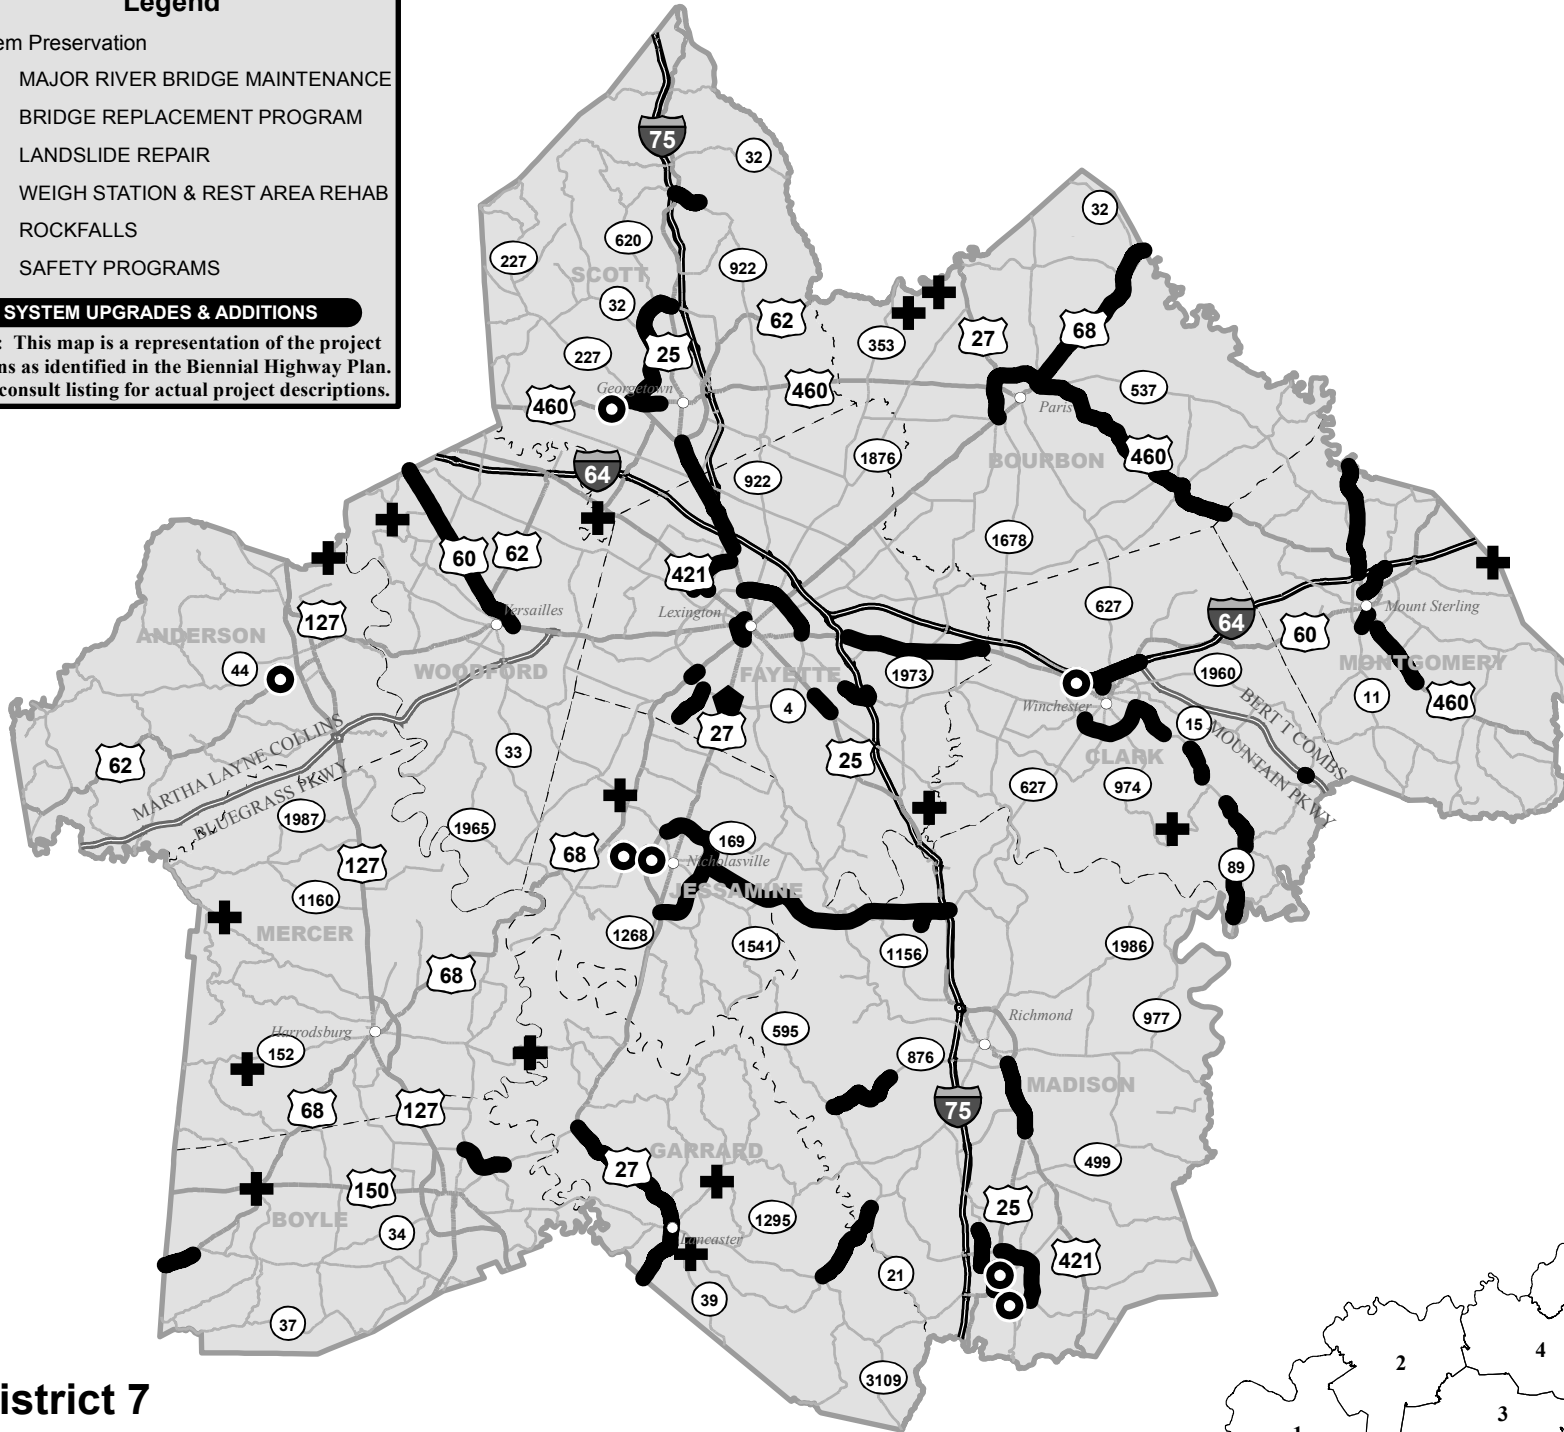 Legend
em Preservation
MAJOR RIVER BRIDGE MAINTENANCE
BRIDGE REPLACEMENT PROGRAM
LANDSLIDE REPAIR
WEIGH STATION & REST AREA REHAB
ROCKFALLS
SAFETY PROGRAMS
SYSTEM UPGRADES & ADDITIONS
: This map is a representation of the project
ns as identified in the Biennial Highway Plan.
consult listing for actual project descriptions.
75
32
32
620
227
922
SCOTT
32
62
27
68
353
25
227
Georgetown
460
460
537
Paris
460
1876
BOURBON
64
922
1678
60
62
421
Versailles
Lexington
627
64
Mount Sterling
60
127
ANDERSON
44
WOODFORD
FAYETTE
1973
1960
MONTGOMERY
11
460
4
Winchester
15
BERT T COMBS
MOUNTAIN PKWY
27
62
33
25
CLARK
MARTHA LAYNE COLLINS
BLUEGRASS PKWY
627
974
1987
1965
169
68
Nicholasville
127
89
JESSAMINE
1160
MERCER
1268
1541
1156
1986
68
977
Richmond
Harrodsburg
152
595
876
MADISON
68
127
75
GARRARD
499
27
150
25
1295
BOYLE
34
Lancaster
421
21
39
37
3109
istrict 7
2
4
3
1